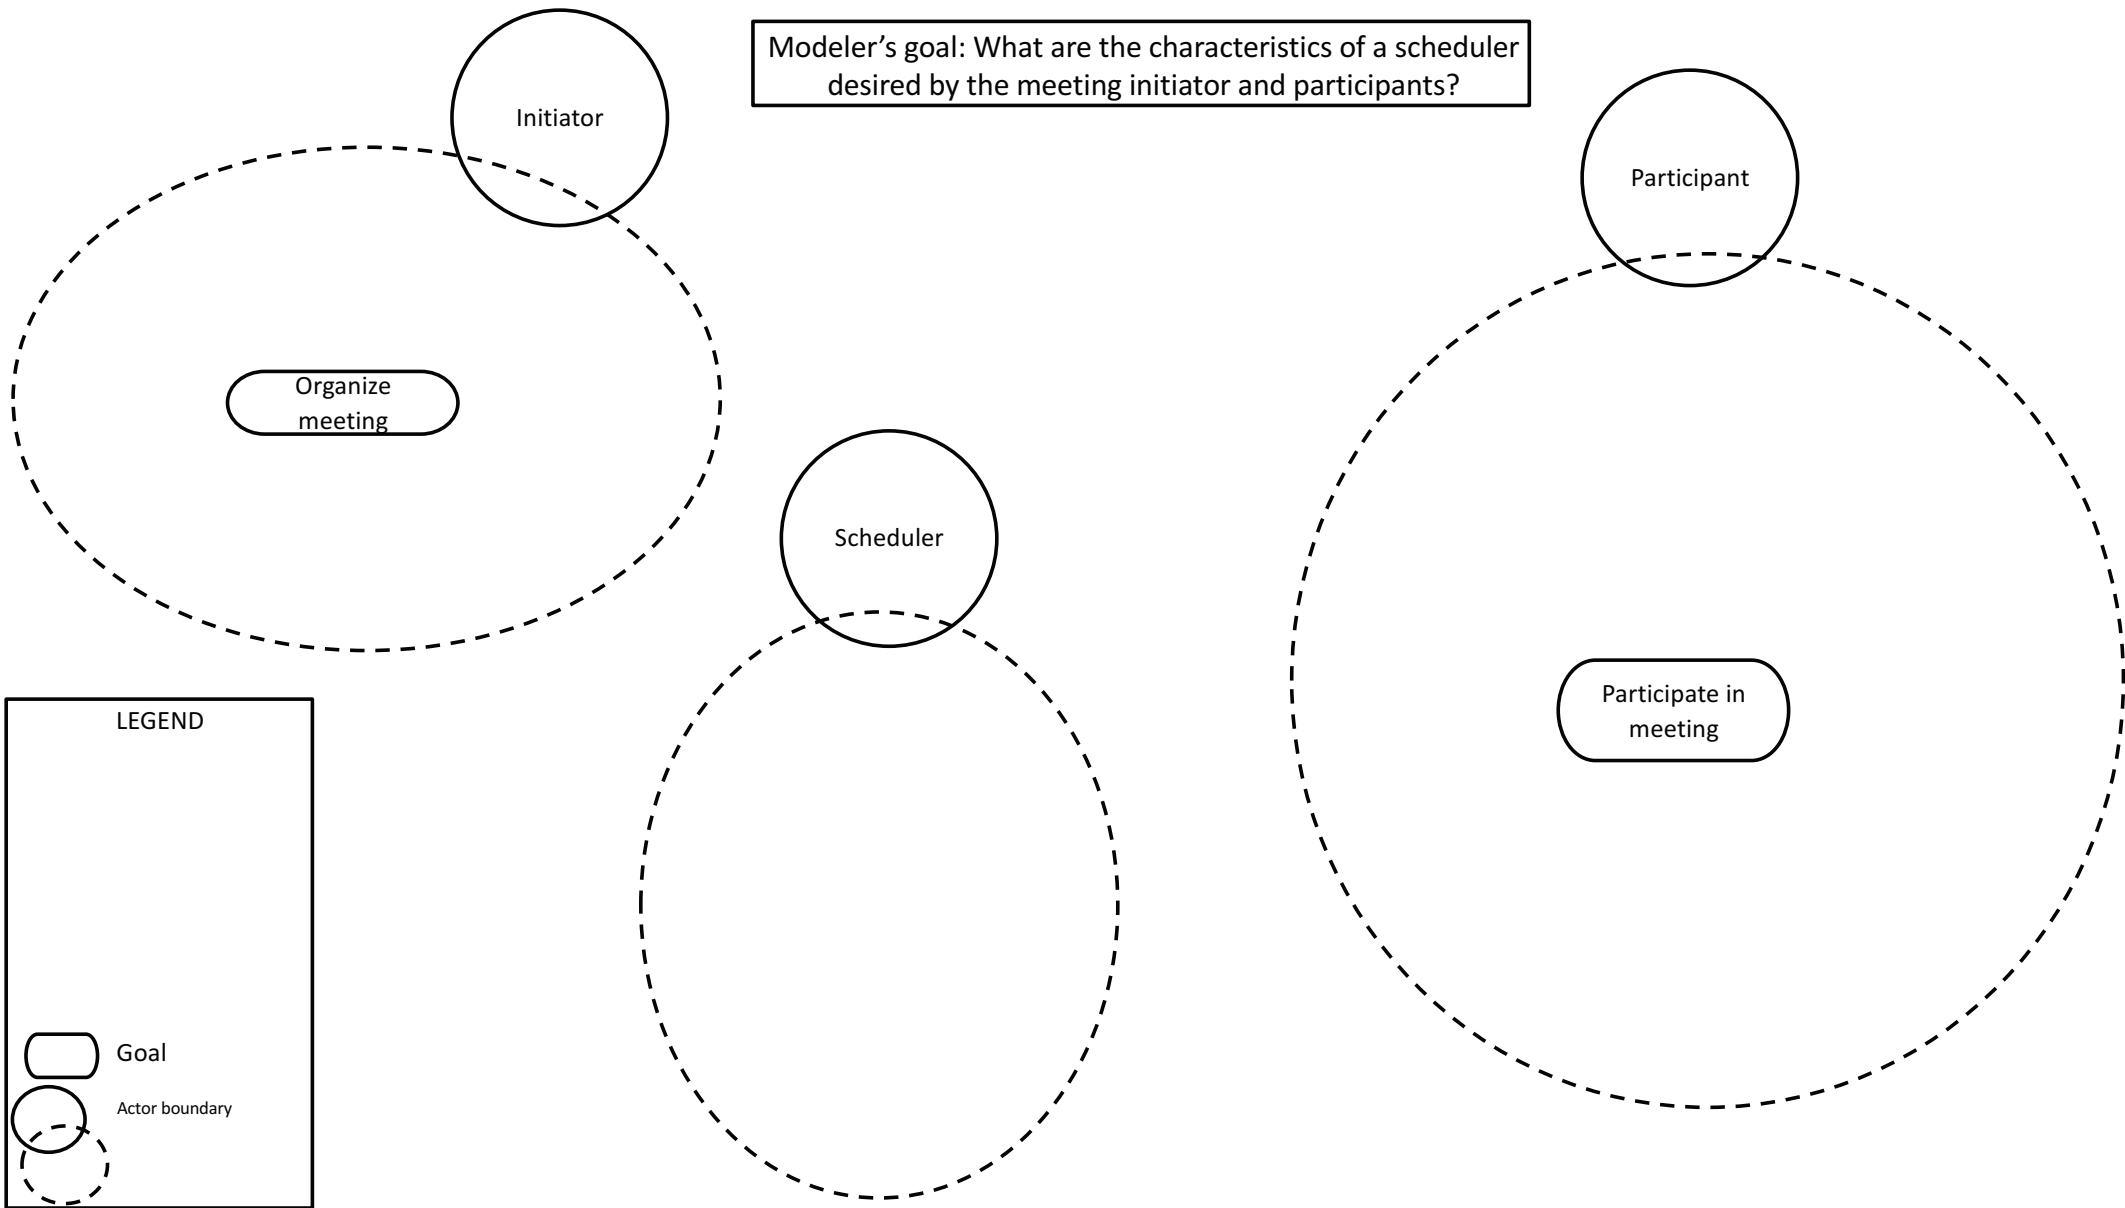 Modeler’s goal: What are the characteristics of a scheduler
desired by the meeting initiator and participants?
Initiator
Participant
Organize
meeting
Scheduler
Participate in
meeting
LEGEND
Goal
Actor boundary